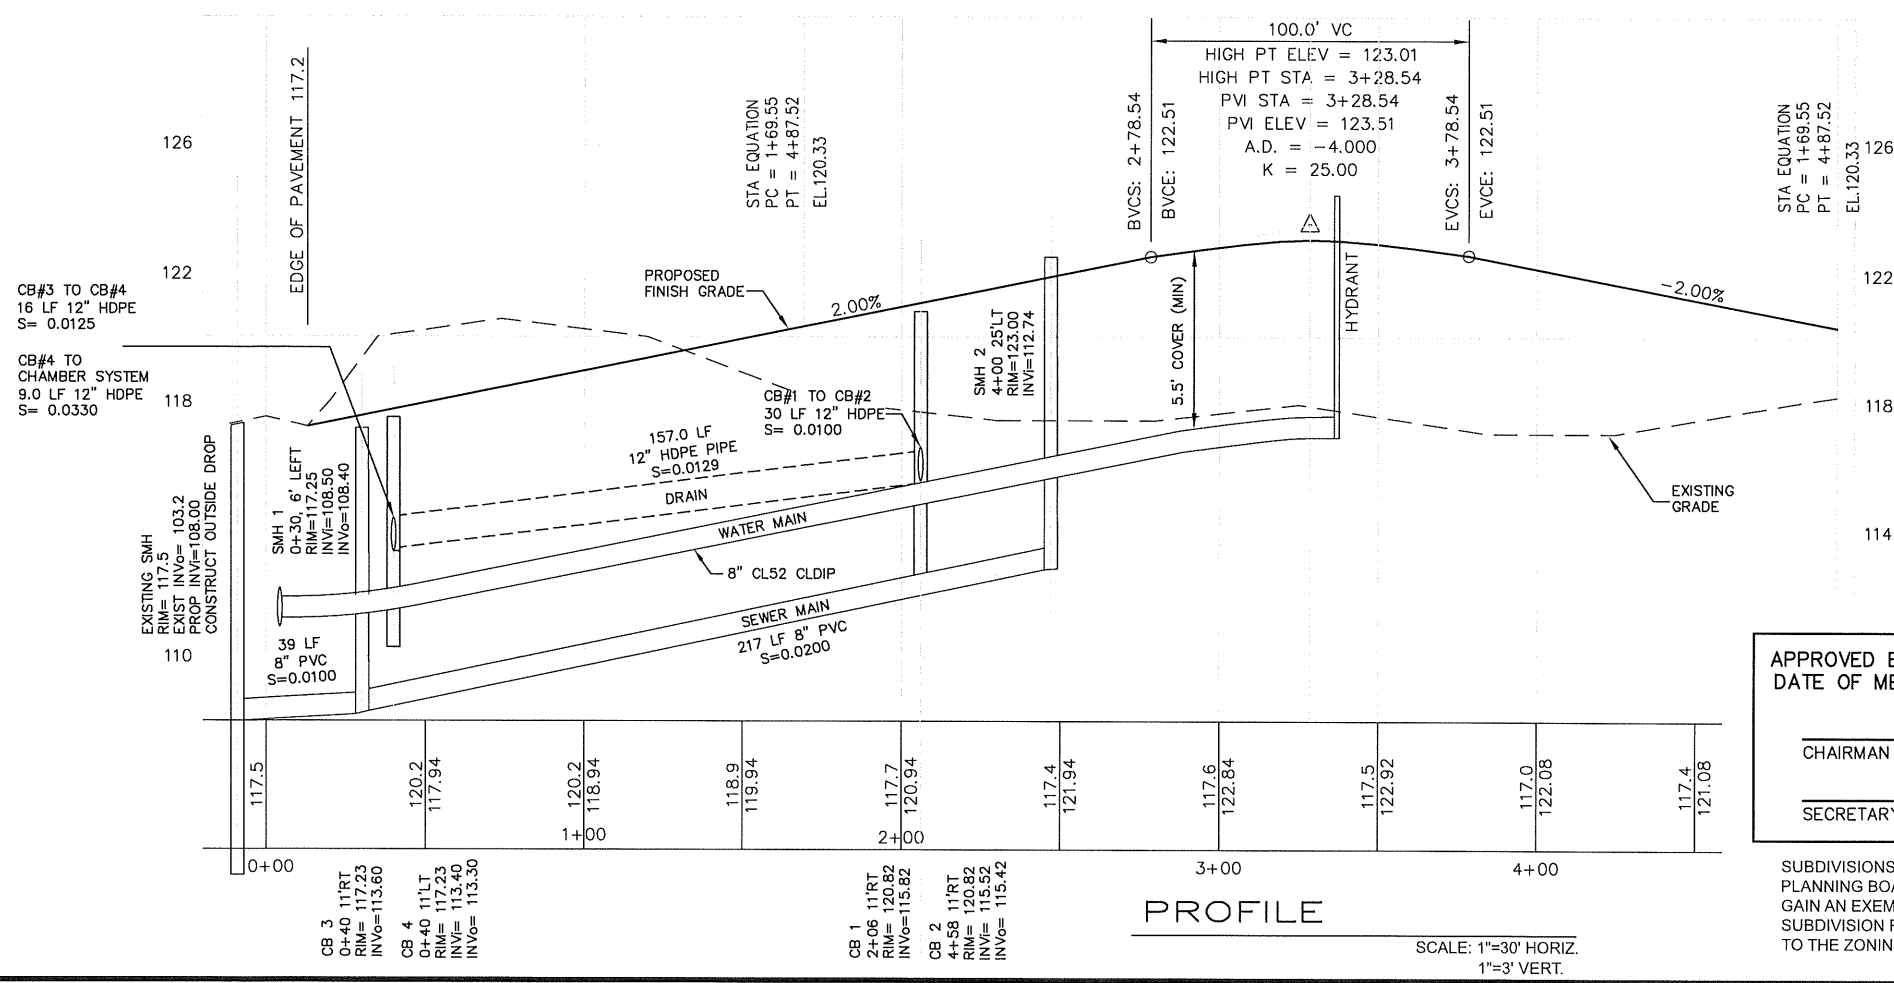 100.0' VC
HIGH PT ELEV = 123.01
HIGH PT STA = 3+28.54
PVI STA = 3+28.54
PVI ELEV = 123.51
A.D. = -4.000
K = 25.00
BVCS: 2+78.54
BVCE: 122.51
EVCS: 3+78.54
EVCE: 122.51
EDGE OF PAVEMENT 117.2
STA EQUATION
PC = 1+69.55
PT = 4+87.52
EL.120.33
STA EQUATION
PC = 1+69.55
PT = 4+87.52
EL.120.33
126
122
118
110
126
122
118
114
CB#3 TO CB#4
16 LF 12" HDPE
S= 0.0125
CB#4 TO
CHAMBER SYSTEM
9.0 LF 12" HDPE
S= 0.0330
PROPOSED
FINISH GRADE
2.00%
-2.00%
HYDRANT
5.5' COVER (MIN)
SMH 2
4+00 25'LT
RIM=123.00
INVi=112.74
CB#1 TO CB#2
30 LF 12" HDPE
S= 0.0100
157.0 LF
12" HDPE PIPE
S=0.0129
DRAIN
WATER MAIN
8" CL52 CLDIP
SEWER MAIN
217 LF 8" PVC
S=0.0200
EXISTING
GRADE
EXISTING SMH
RIM= 117.5
EXIST INVo= 103.2
PROP INVi=108.00
CONSTRUCT OUTSIDE DROP
SMH 1
0+30, 6' LEFT
RIM=117.25
INVi=108.50
INVo=108.40
39 LF
8" PVC
S=0.0100
117.5
120.2
117.94
120.2
118.94
118.9
119.94
117.7
120.94
117.4
121.94
117.6
122.84
117.5
122.92
117.0
122.08
117.4
121.08
0+00
1+00
2+00
3+00
4+00
CB 3
0+40 11'RT
RIM= 117.23
INVo=113.60
CB 4
0+40 11'LT
RIM= 117.23
INVi= 113.40
INVo= 113.30
CB 1
2+06 11'RT
RIM= 120.82
INVo=115.82
CB 2
4+58 11'RT
RIM= 120.82
INVi= 115.52
INVo= 115.42
PROFILE
SCALE: 1"=30' HORIZ.
1"=3' VERT.
APPROVED
DATE OF
CHAIRMAN
SECRETARY
SUBDIVISIONS
PLANNING
GAIN AN
SUBDIVISION
TO THE